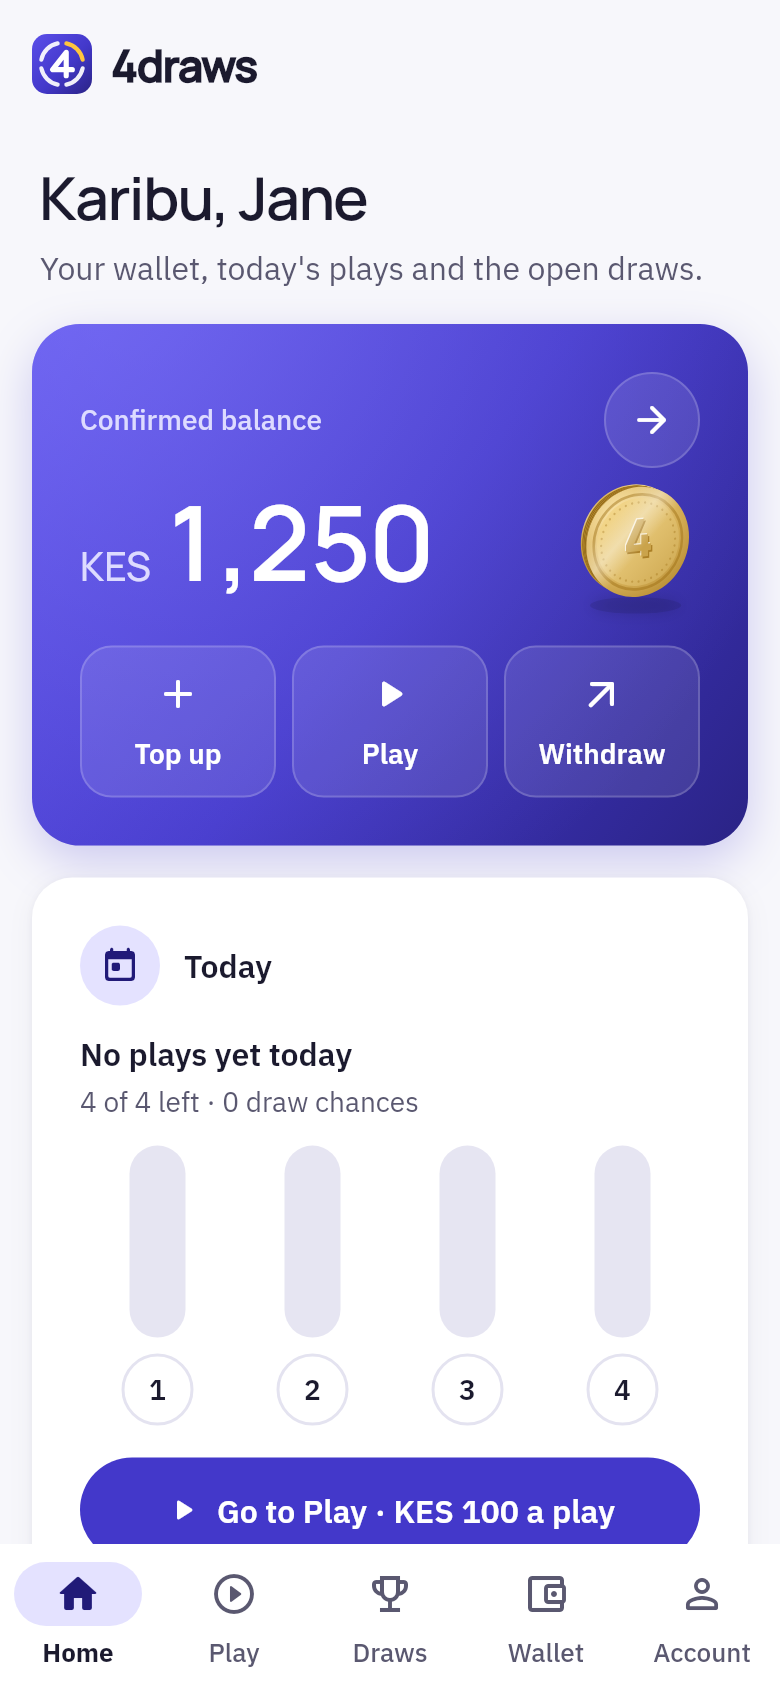 4 4draws
Karibu, Jane
Your wallet, today's plays and the open draws.
Confirmed balance
KES 1,250
4
Top up Play Withdraw
Today
No plays yet today
4 of 4 left · 0 draw chances
1 2 3 4
Go to Play · KES 100 a play
Home Play Draws Wallet Account